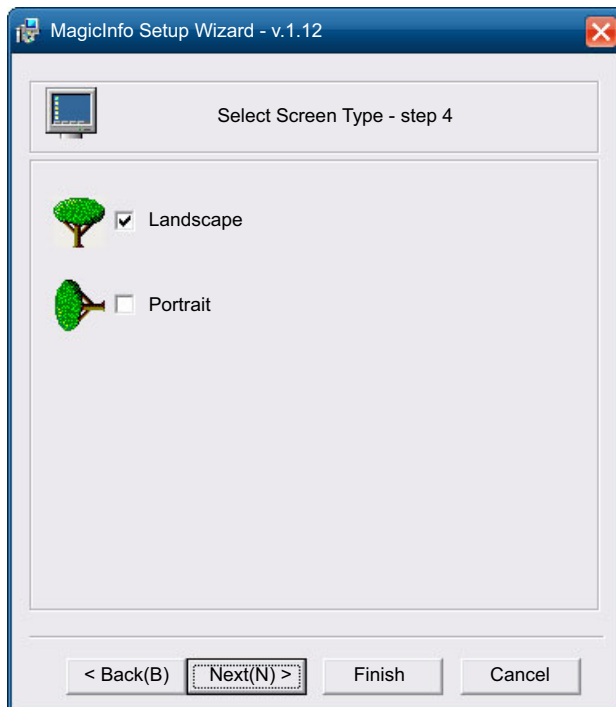 MagicInfo Setup Wizard - v.1.12
Select Screen Type - step 4
Landscape
Portrait
< Back(B) Next(N) > Finish Cancel